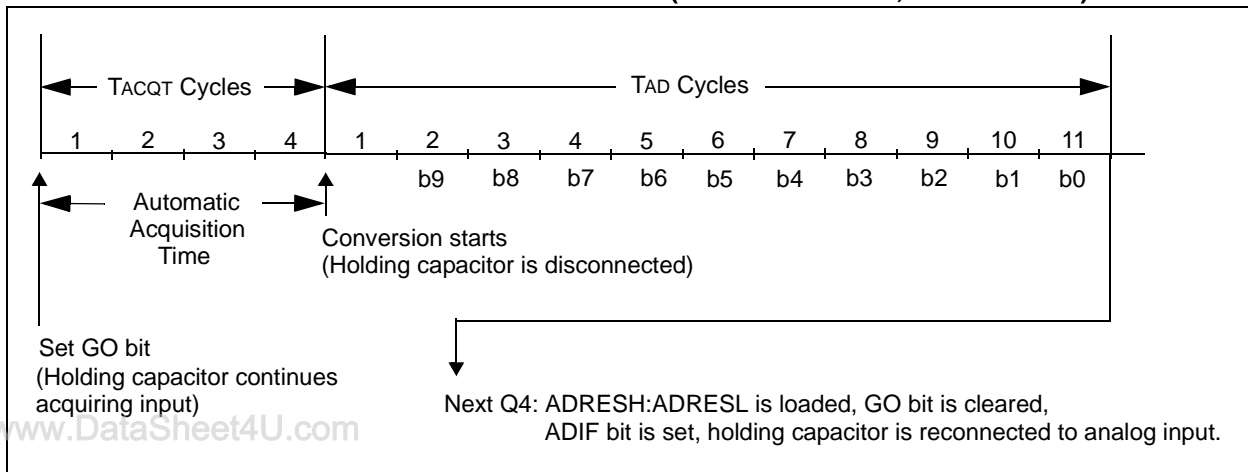 TACQT Cycles
TAD Cycles
1 2 3 4 1 2 3 4 5 6 7 8 9 10 11
b9 b8 b7 b6 b5 b4 b3 b2 b1 b0
Automatic
Acquisition
Time
Conversion starts
(Holding capacitor is disconnected)
Set GO bit
(Holding capacitor continues
acquiring input)
Next Q4: ADRESH:ADRESL is loaded, GO bit is cleared,
ADIF bit is set, holding capacitor is reconnected to analog input.
www.DataSheet4U.com